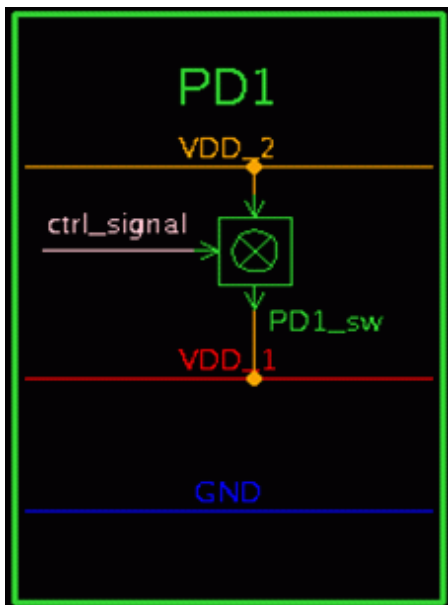 PD1
VDD_2
ctrl_signal
PD1_sw
VDD_1
GND